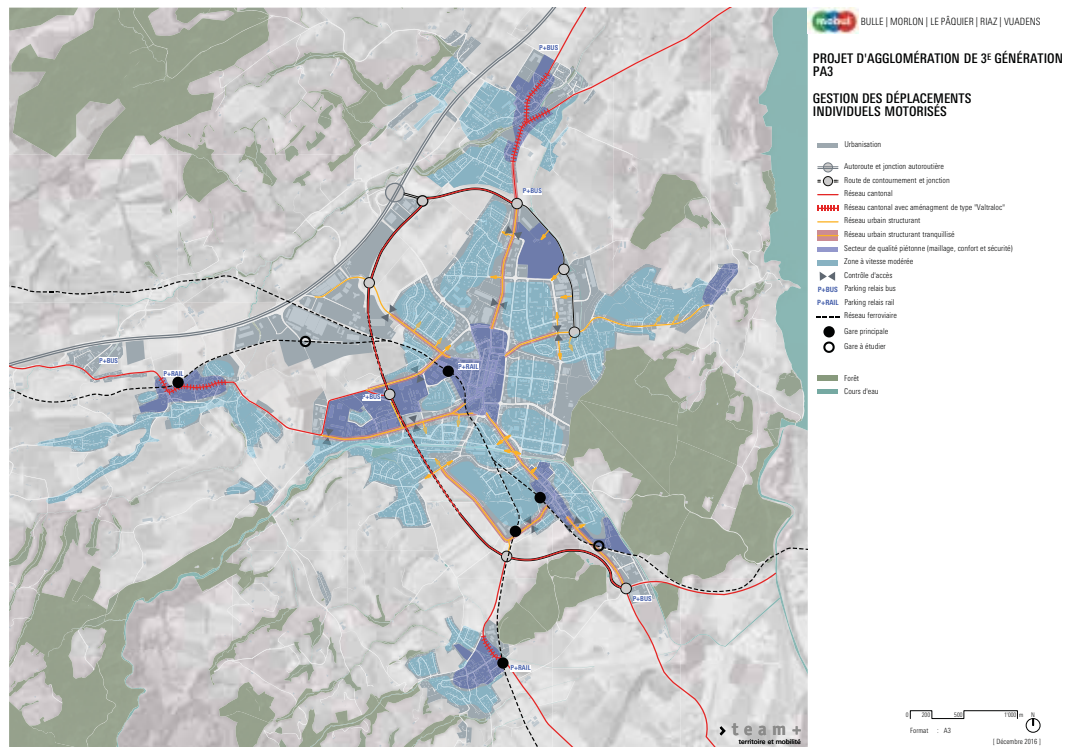 mobul BULLE | MORLON | LE PÂQUIER | RIAZ | VUADENS
PROJET D'AGGLOMÉRATION DE 3E GÉNÉRATION
PA3
GESTION DES DÉPLACEMENTS
INDIVIDUELS MOTORISÉS
Urbanisation
Autoroute et jonction autoroutière
Route de contournement et jonction
Réseau cantonal
Réseau cantonal avec aménagment de type "Valtraloc"
Réseau urbain structurant
Réseau urbain structurant tranquillisé
Secteur de qualité piétonne (maillage, confort et sécurité)
Zone à vitesse modérée
Contrôle d'accès
P+BUS Parking relais bus
P+RAIL Parking relais rail
Réseau ferroviaire
Gare principale
Gare à étudier
Forêt
Cours d'eau
P+BUS
P+BUS
P+BUS
P+RAIL
P+RAIL
P+BUS
P+BUS
P+RAIL
team+
territoire et mobilité
0 200 500 1'000 m N
Format : A3
[ Décembre 2016 ]